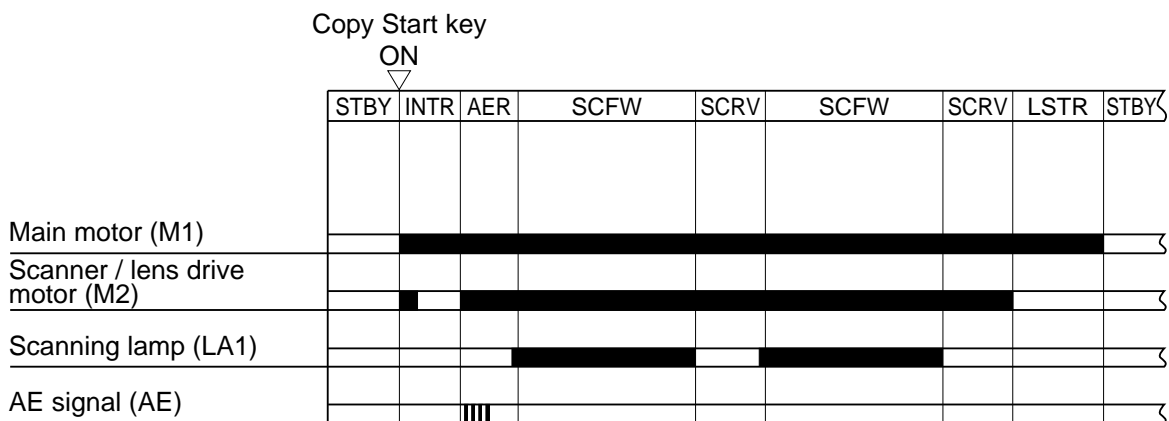 Copy Start key
ON
STBY INTR AER SCFW SCRV SCFW SCRV LSTR STBY
Main motor (M1)
Scanner / lens drive
motor (M2)
Scanning lamp (LA1)
AE signal (AE)